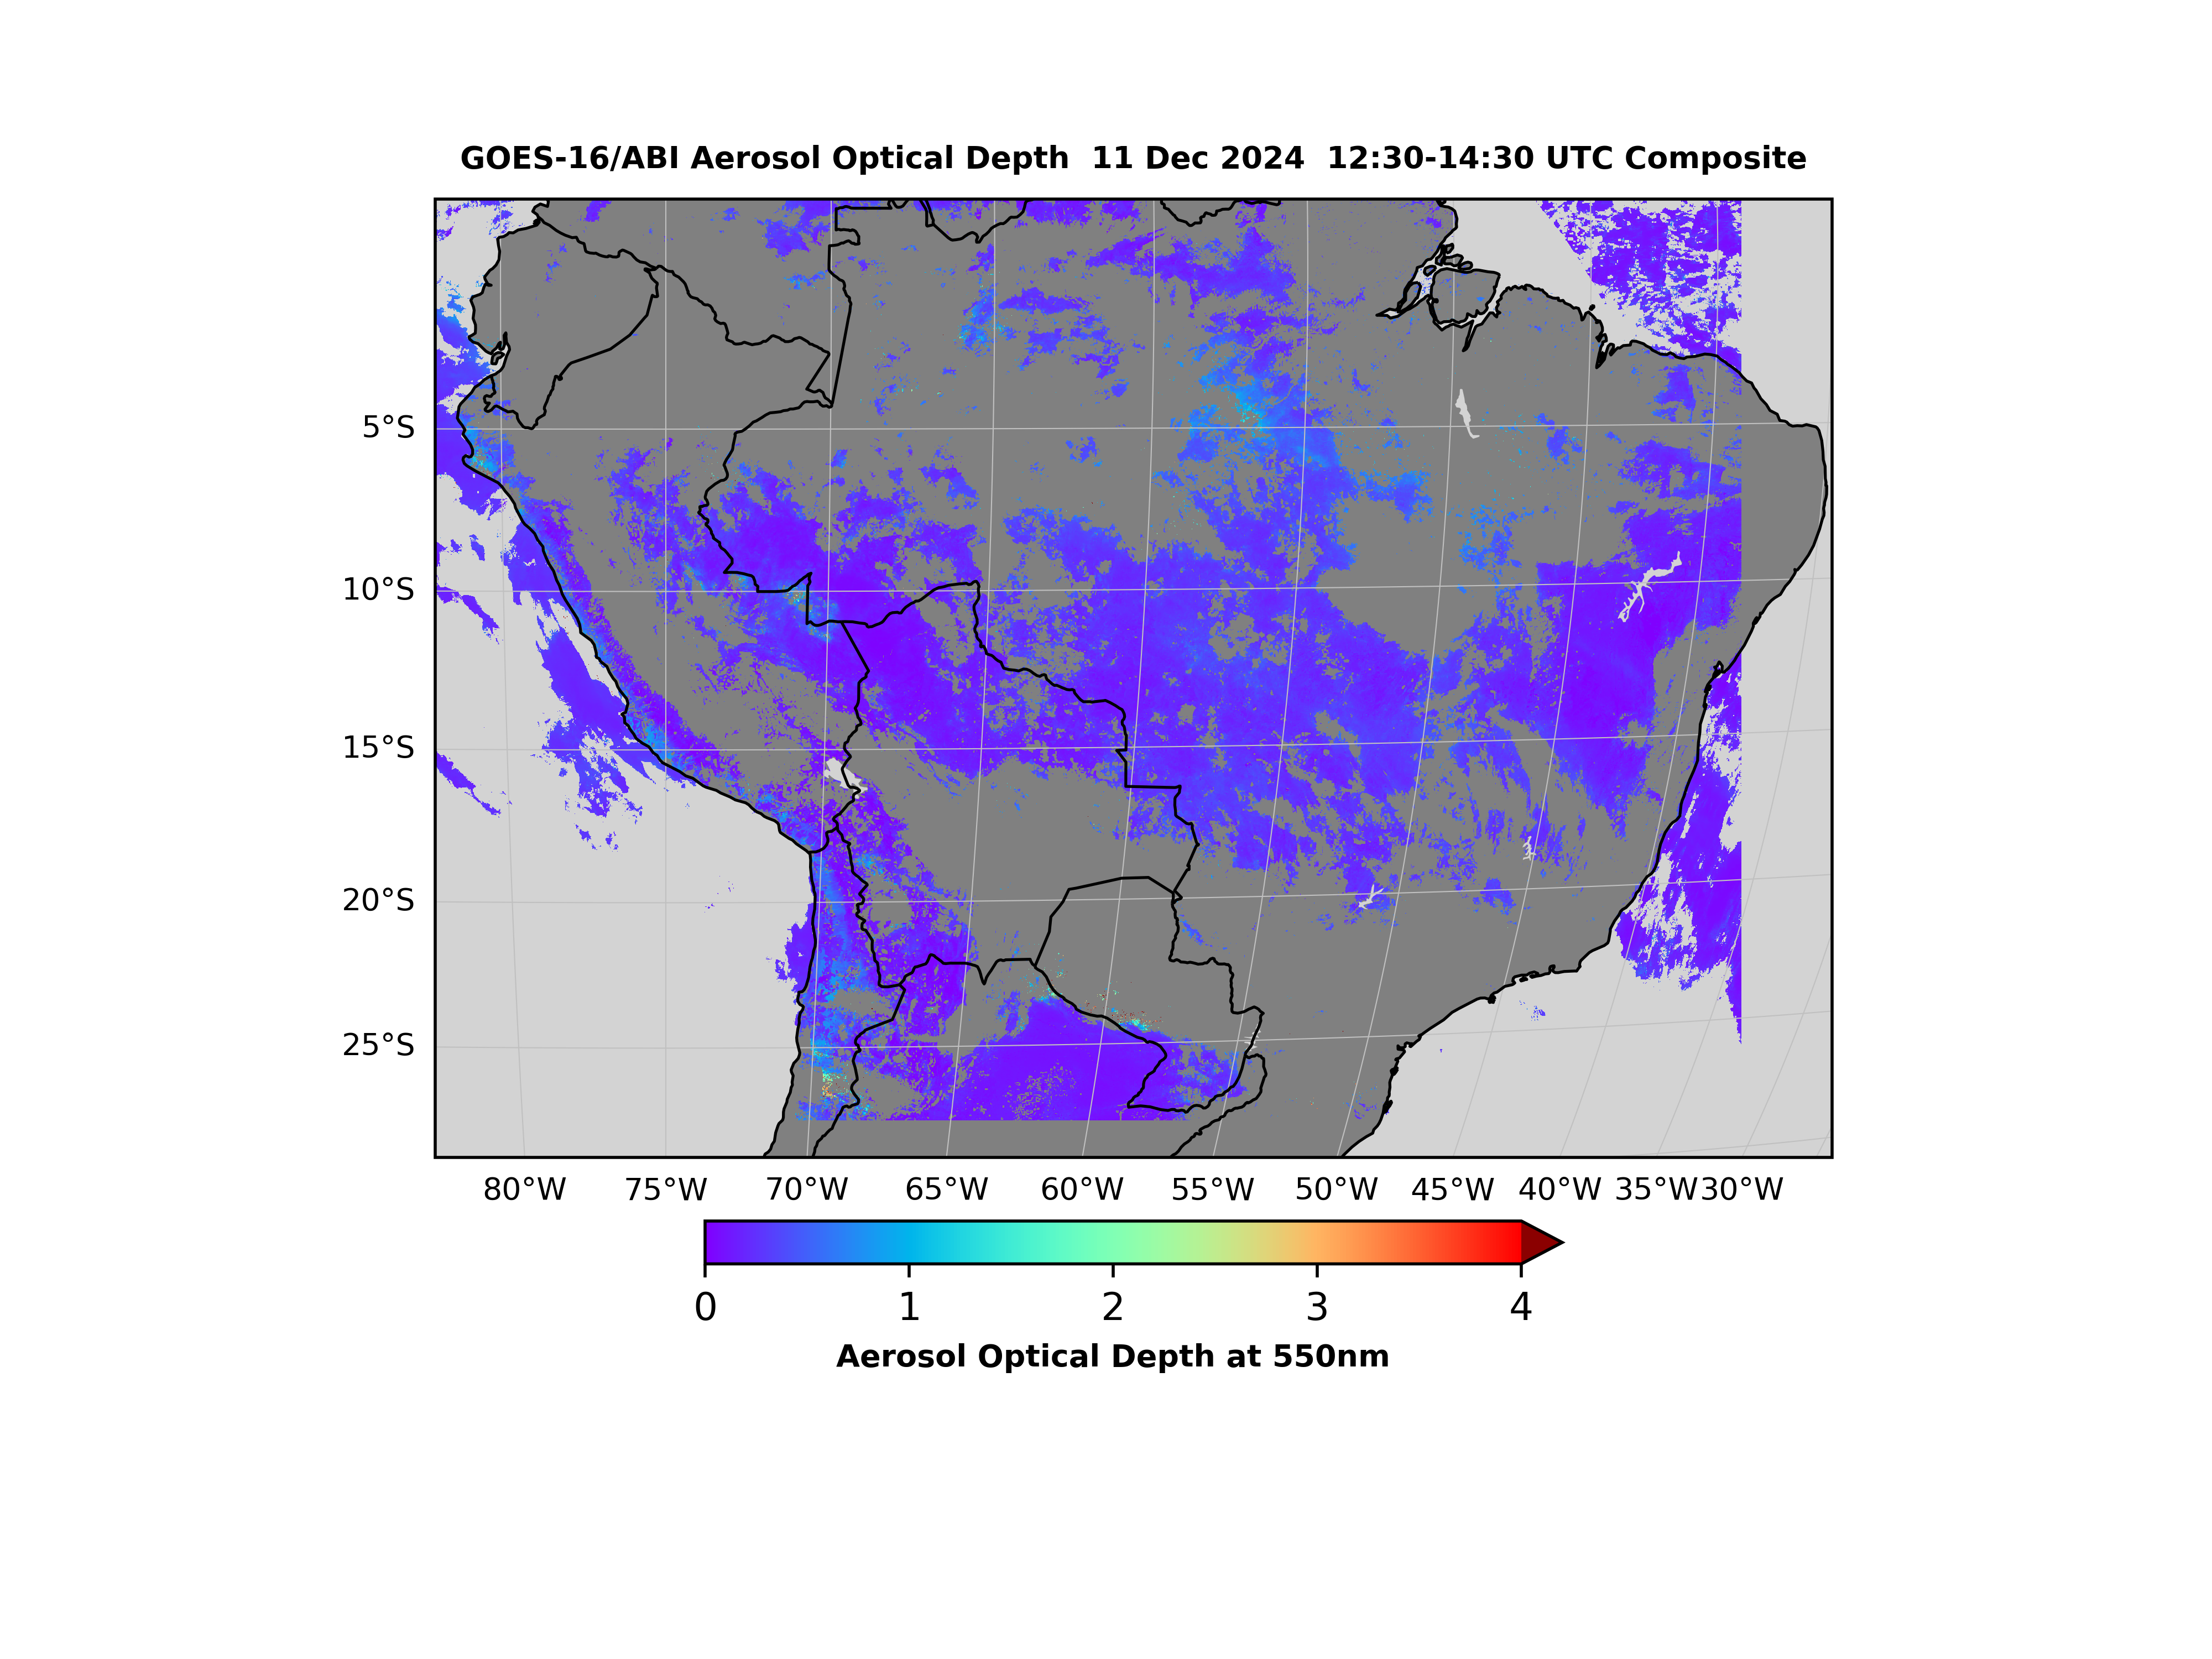 GOES-16/ABI Aerosol Optical Depth  11 Dec 2024  12:30-14:30 UTC Composite
5°S
10°S
15°S
20°S
25°S
80°W 75°W 70°W 65°W 60°W 55°W 50°W 45°W 40°W 35°W 30°W
0 1 2 3 4
Aerosol Optical Depth at 550nm